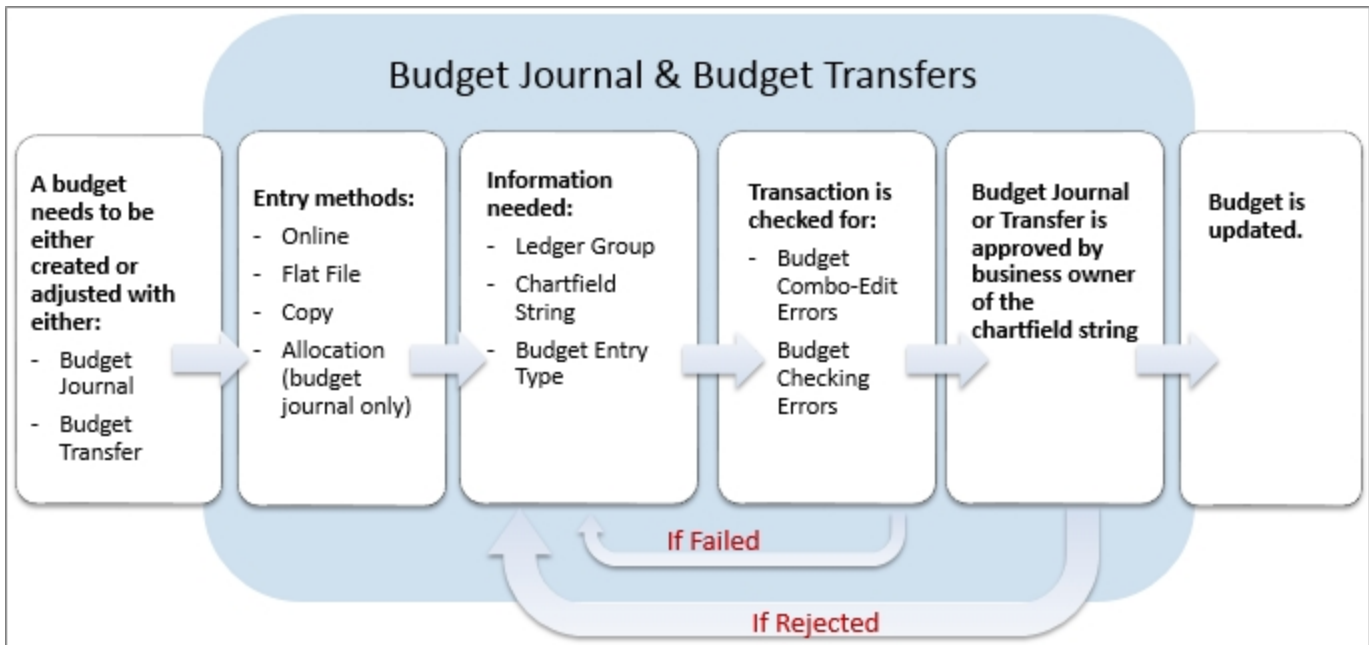 Budget Journal & Budget Transfers
A budget
needs to be
either
created or
adjusted with
either:
- Budget
Journal
- Budget
Transfer
Entry methods:
- Online
- Flat File
- Copy
- Allocation
(budget
journal only)
Information
needed:
- Ledger Group
- Chartfield
String
- Budget Entry
Type
Transaction is
checked for:
- Budget
Combo-Edit
Errors
- Budget
Checking
Errors
Budget Journal
or Transfer is
approved by
business owner
of the
chartfield string
Budget is
updated.
If Failed
If Rejected